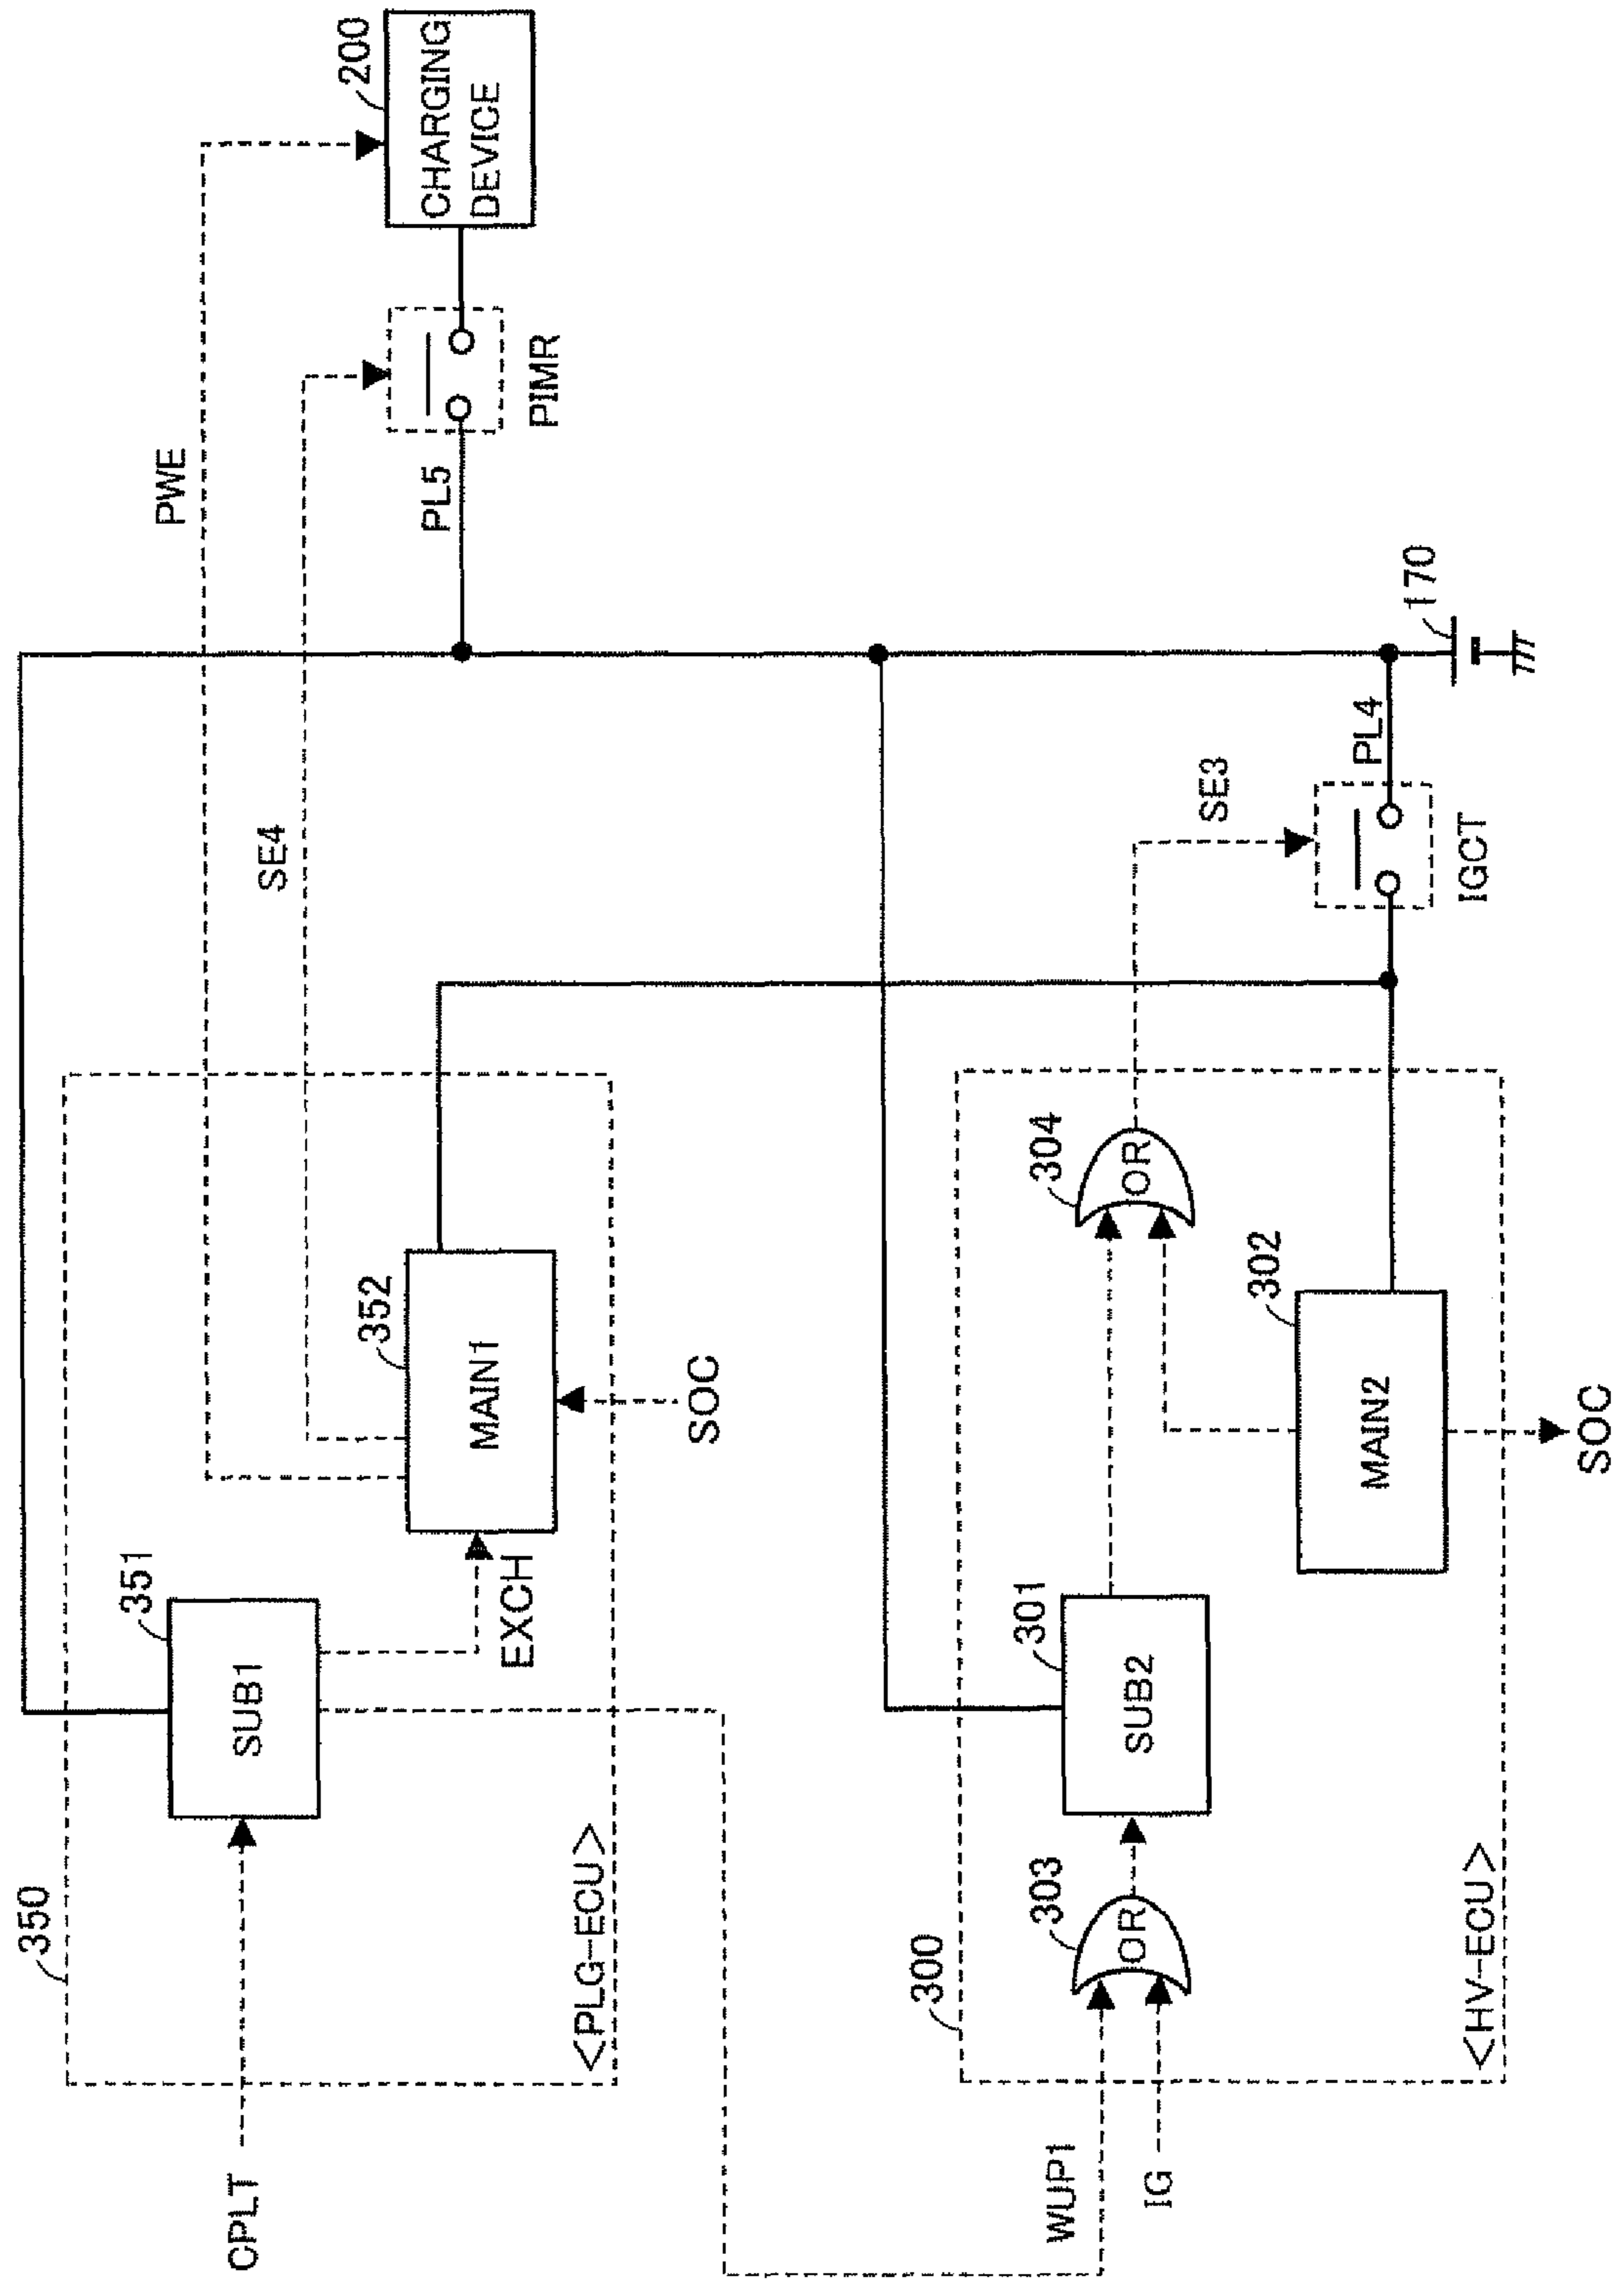 350
CPLT
SUB1
351
EXCH
MAIN1
352
SOC
<PLG-ECU>
SE4
PWE
PL5
PIMR
200
CHARGING
DEVICE
300
WUP1
IG
OR
303
SUB2
301
OR
304
MAIN2
302
SOC
<HV-ECU>
SE3
IGCT
PL4
170